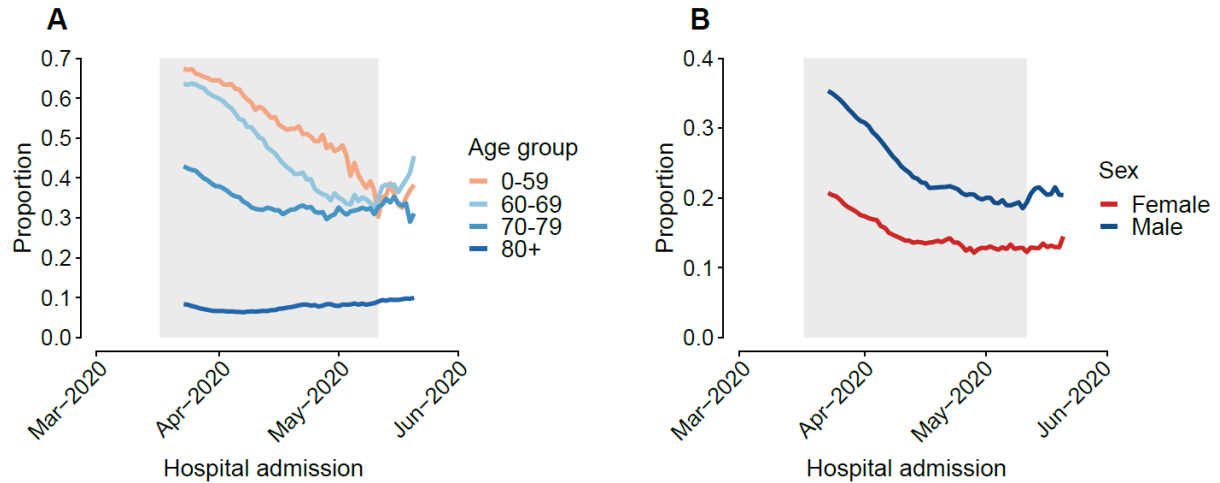 A
Proportion
0.7
0.6
0.5
0.4
0.3
0.2
0.1
0.0
Mar−2020
Apr−2020
May−2020
Jun−2020
Hospital admission
Age group
0-59
60-69
70-79
80+
B
Proportion
0.4
0.3
0.2
0.1
0.0
Mar−2020
Apr−2020
May−2020
Jun−2020
Hospital admission
Sex
Female
Male